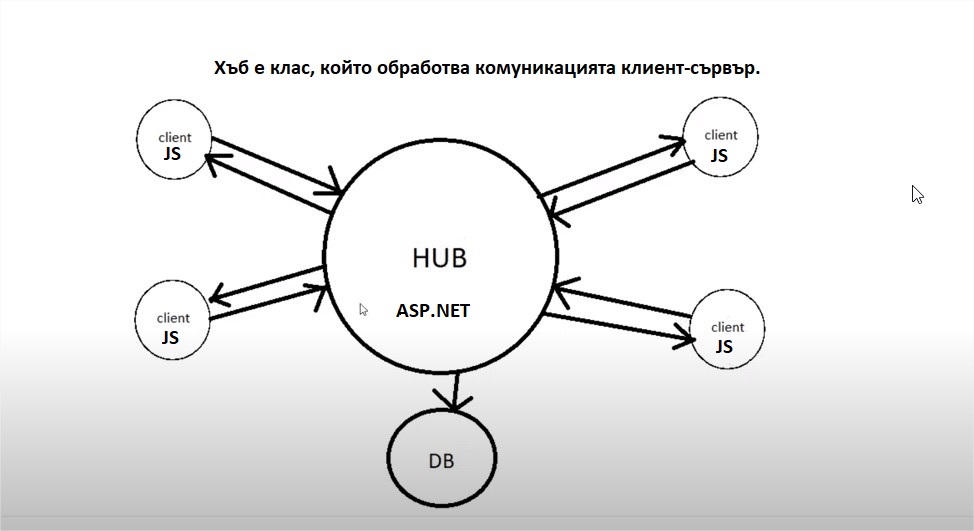 Хъб е клас, който обработва комуникацията клиент-сървър.
client
JS
client
JS
HUB
ASP.NET
client
JS
client
JS
DB